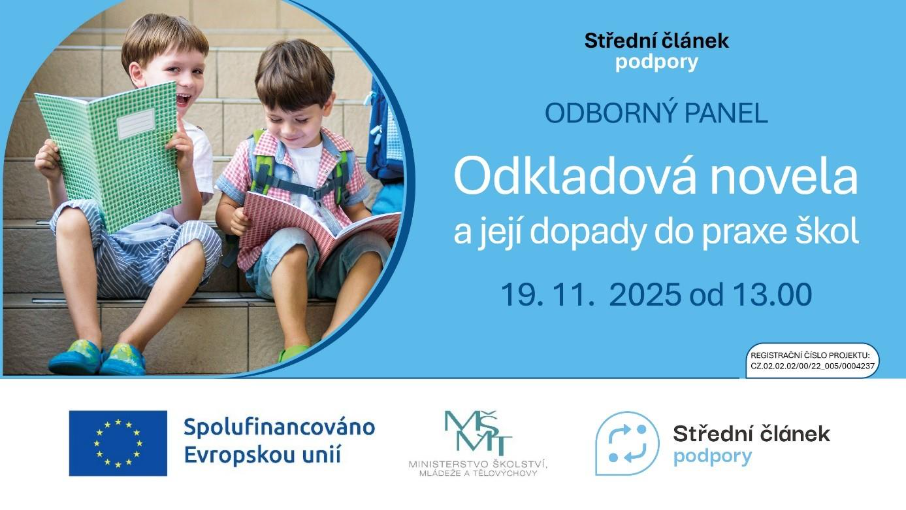 Střední článek
podpory
ODBORNÝ PANEL
Odkladová novela
a její dopady do praxe škol
19. 11. 2025 od 13.00
REGISTRAČNÍ ČÍSLO PROJEKTU:
CZ.02.02.02/00/22_005/0004237
Spolufinancováno
Evropskou unií
MŠMT
MINISTERSTVO ŠKOLSTVÍ,
MLÁDEŽE A TĚLOVÝCHOVY
Střední článek
podpory